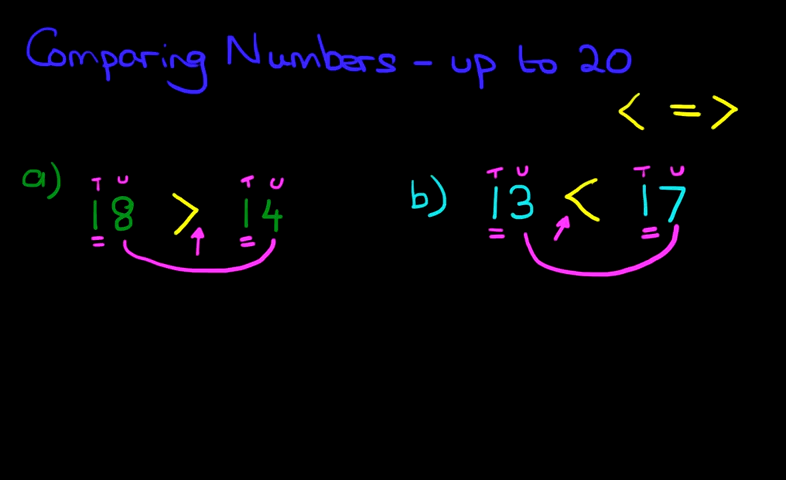 Comparing Numbers - up to 20
< = >
a) T U T U b) T U T U
18 > 14 13 < 17